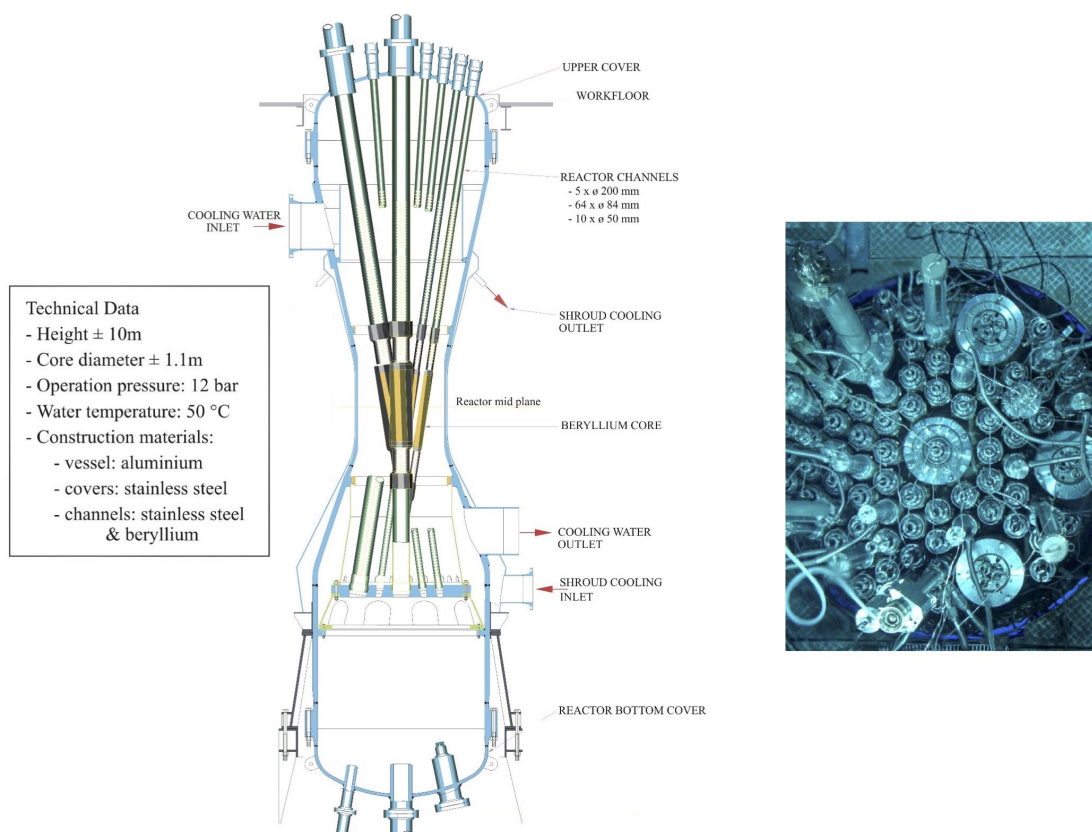 UPPER COVER
WORKFLOOR
REACTOR CHANNELS
- 5 x ø 200 mm
- 64 x ø 84 mm
- 10 x ø 50 mm
COOLING WATER
INLET
SHROUD COOLING
OUTLET
Technical Data
- Height ± 10m
- Core diameter ± 1.1m
- Operation pressure: 12 bar
- Water temperature: 50 °C
- Construction materials:
- vessel: aluminium
- covers: stainless steel
- channels: stainless steel
& beryllium
Reactor mid plane
BERYLLIUM CORE
COOLING WATER
OUTLET
SHROUD COOLING
INLET
REACTOR BOTTOM COVER